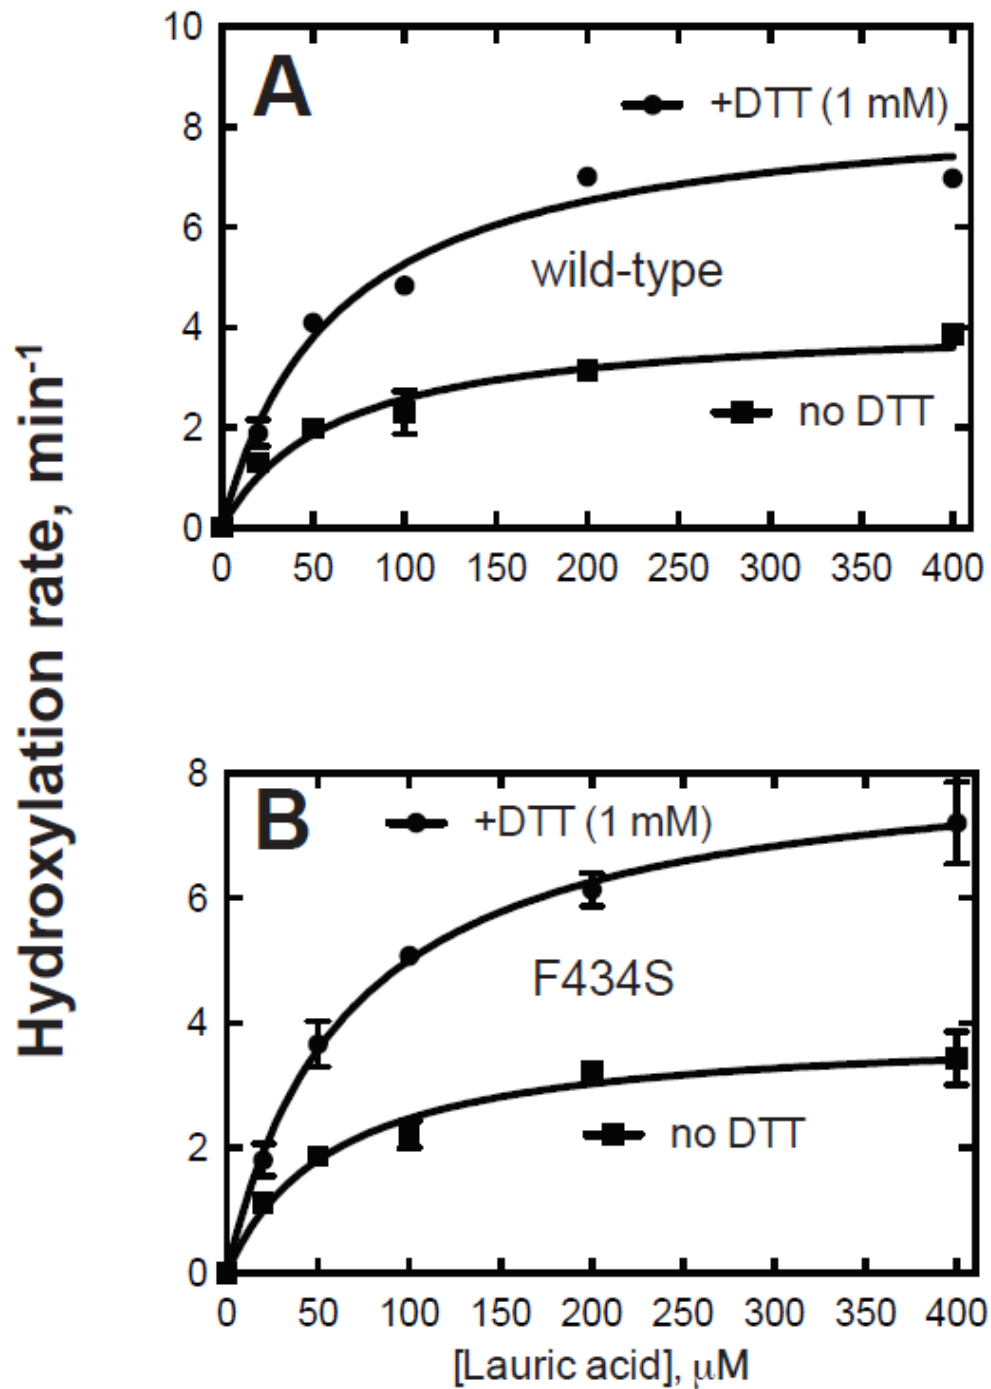 Hydroxylation rate, min-1
A
10
8
6
4
2
0
+DTT (1 mM)
wild-type
no DTT
0 50 100 150 200 250 300 350 400
B
8
6
4
2
0
+DTT (1 mM)
F434S
no DTT
0 50 100 150 200 250 300 350 400
[Lauric acid], μM